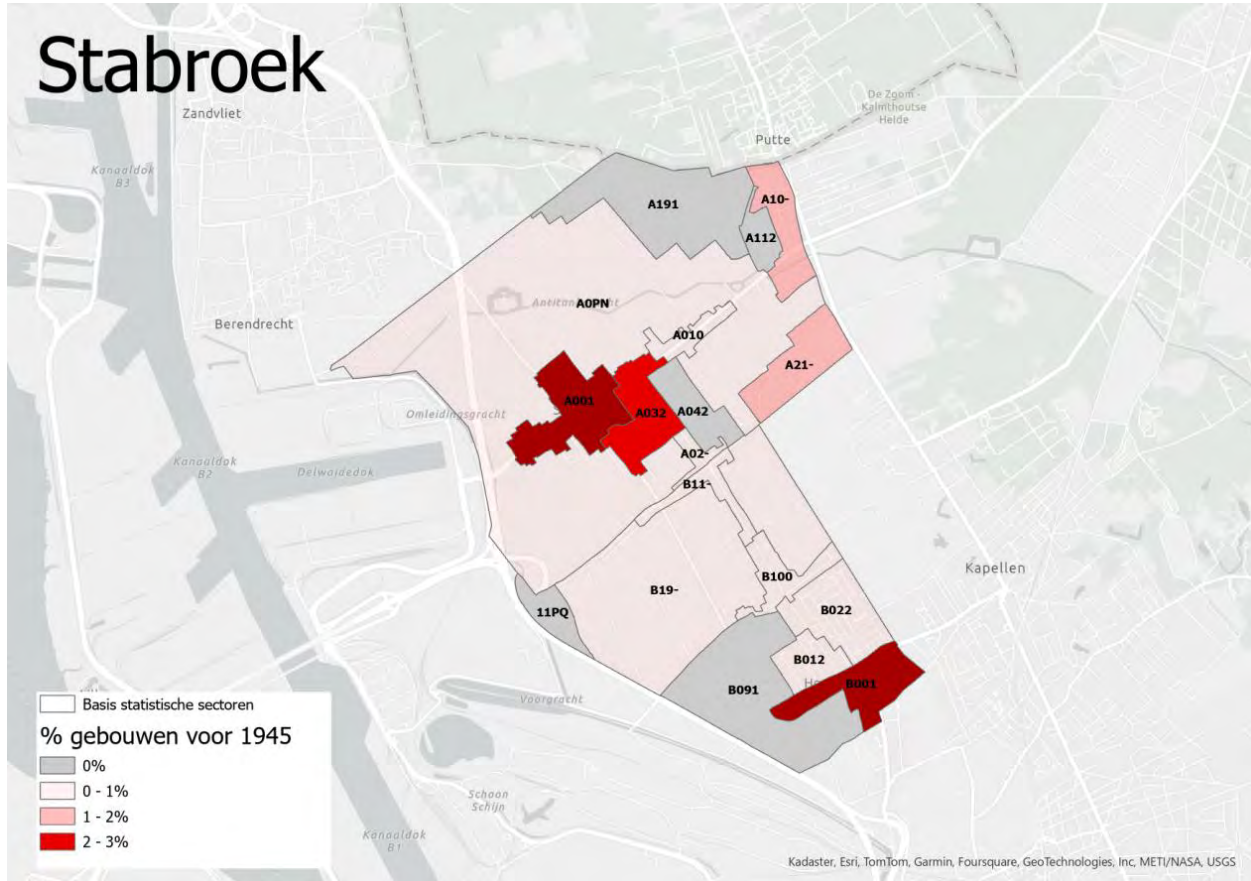 Stabroek
Zandvliet
De Zoom -
Kalmthoutse
Heide
Putte
Kanaaldok
B3
A191
A10-
A112
A0PN
Berendrecht
A010
A21-
A001
A032
A042
Omleidingsgracht
A02-
Kanaaldok
B2
Delwaidedok
B11-
Kapellen
B100
B19-
11PQ
B022
B012
B001
B091
Voorgracht
Basis statistische sectoren
% gebouwen voor 1945
0%
0 - 1%
1 - 2%
2 - 3%
Schoon
Schijn
Kanaaldok
B1
Kadaster, Esri, TomTom, Garmin, Foursquare, GeoTechnologies, Inc, METI/NASA, USGS